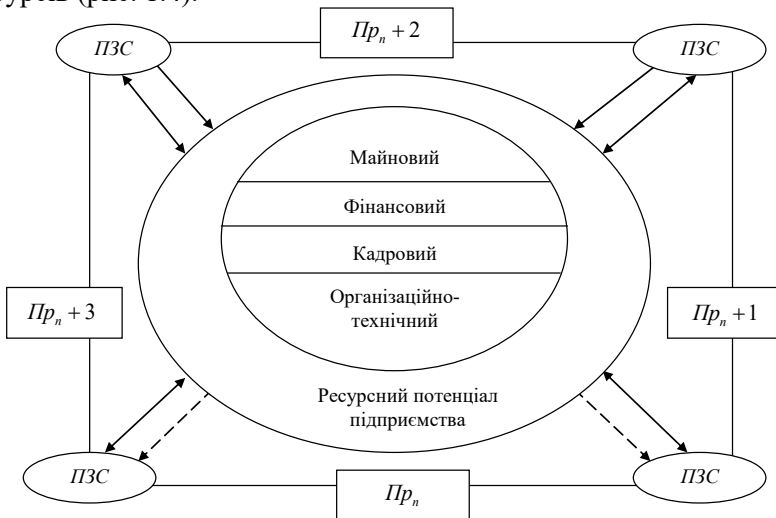 (рис. 1.4).
Пр_n + 2
ПЗС
ПЗС
Майновий
Фінансовий
Кадровий
Організаційно-
технічний
Пр_n + 3
Пр_n + 1
Ресурсний потенціал
підприємства
ПЗС
ПЗС
Пр_n